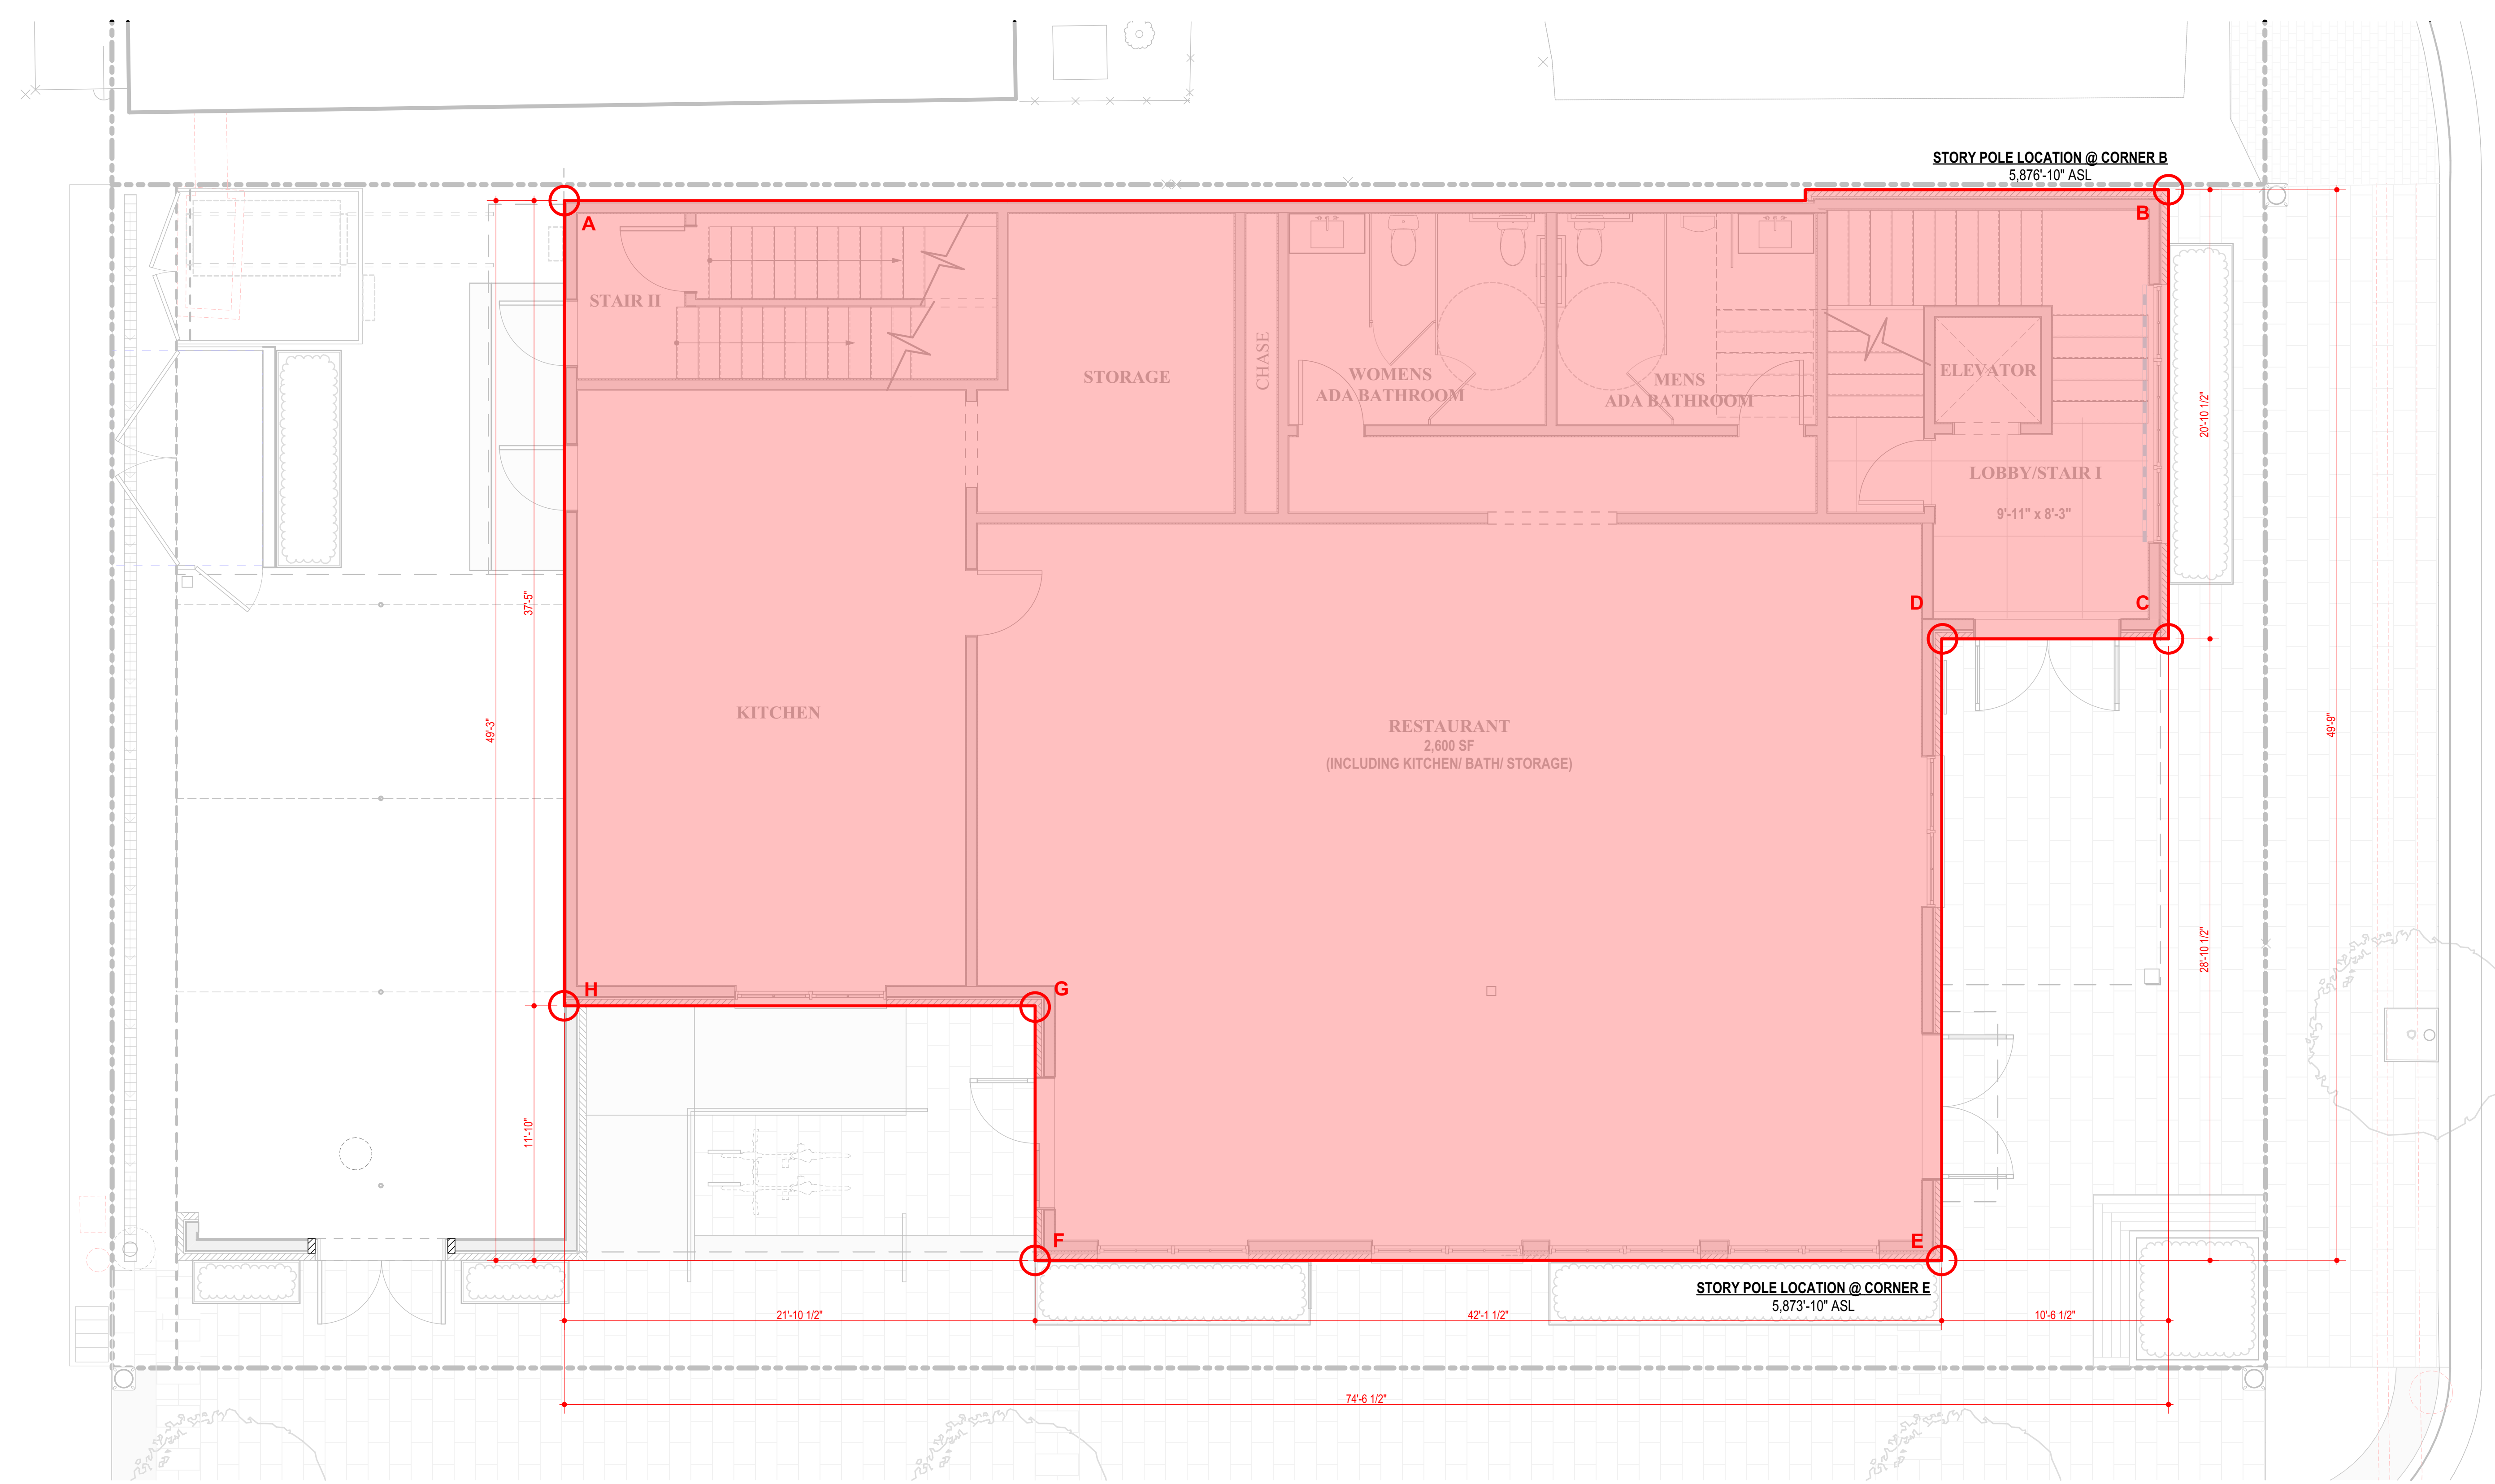 STORY POLE LOCATION @ CORNER B
5,876'-10" ASL
A
B
STAIR II
STORAGE
CHASE
WOMENS
ADA BATHROOM
MENS
ADA BATHROOM
ELEVATOR
20'-10 1/2"
LOBBY/STAIR I
9'-11" x 8'-3"
37'-5"
D
C
49'-3"
49'-9"
KITCHEN
RESTAURANT
2,600 SF
(INCLUDING KITCHEN/ BATH/ STORAGE)
28'-10 1/2"
H
G
11'-10"
F
E
STORY POLE LOCATION @ CORNER E
5,873'-10" ASL
21'-10 1/2"
42'-1 1/2"
10'-6 1/2"
74'-6 1/2"